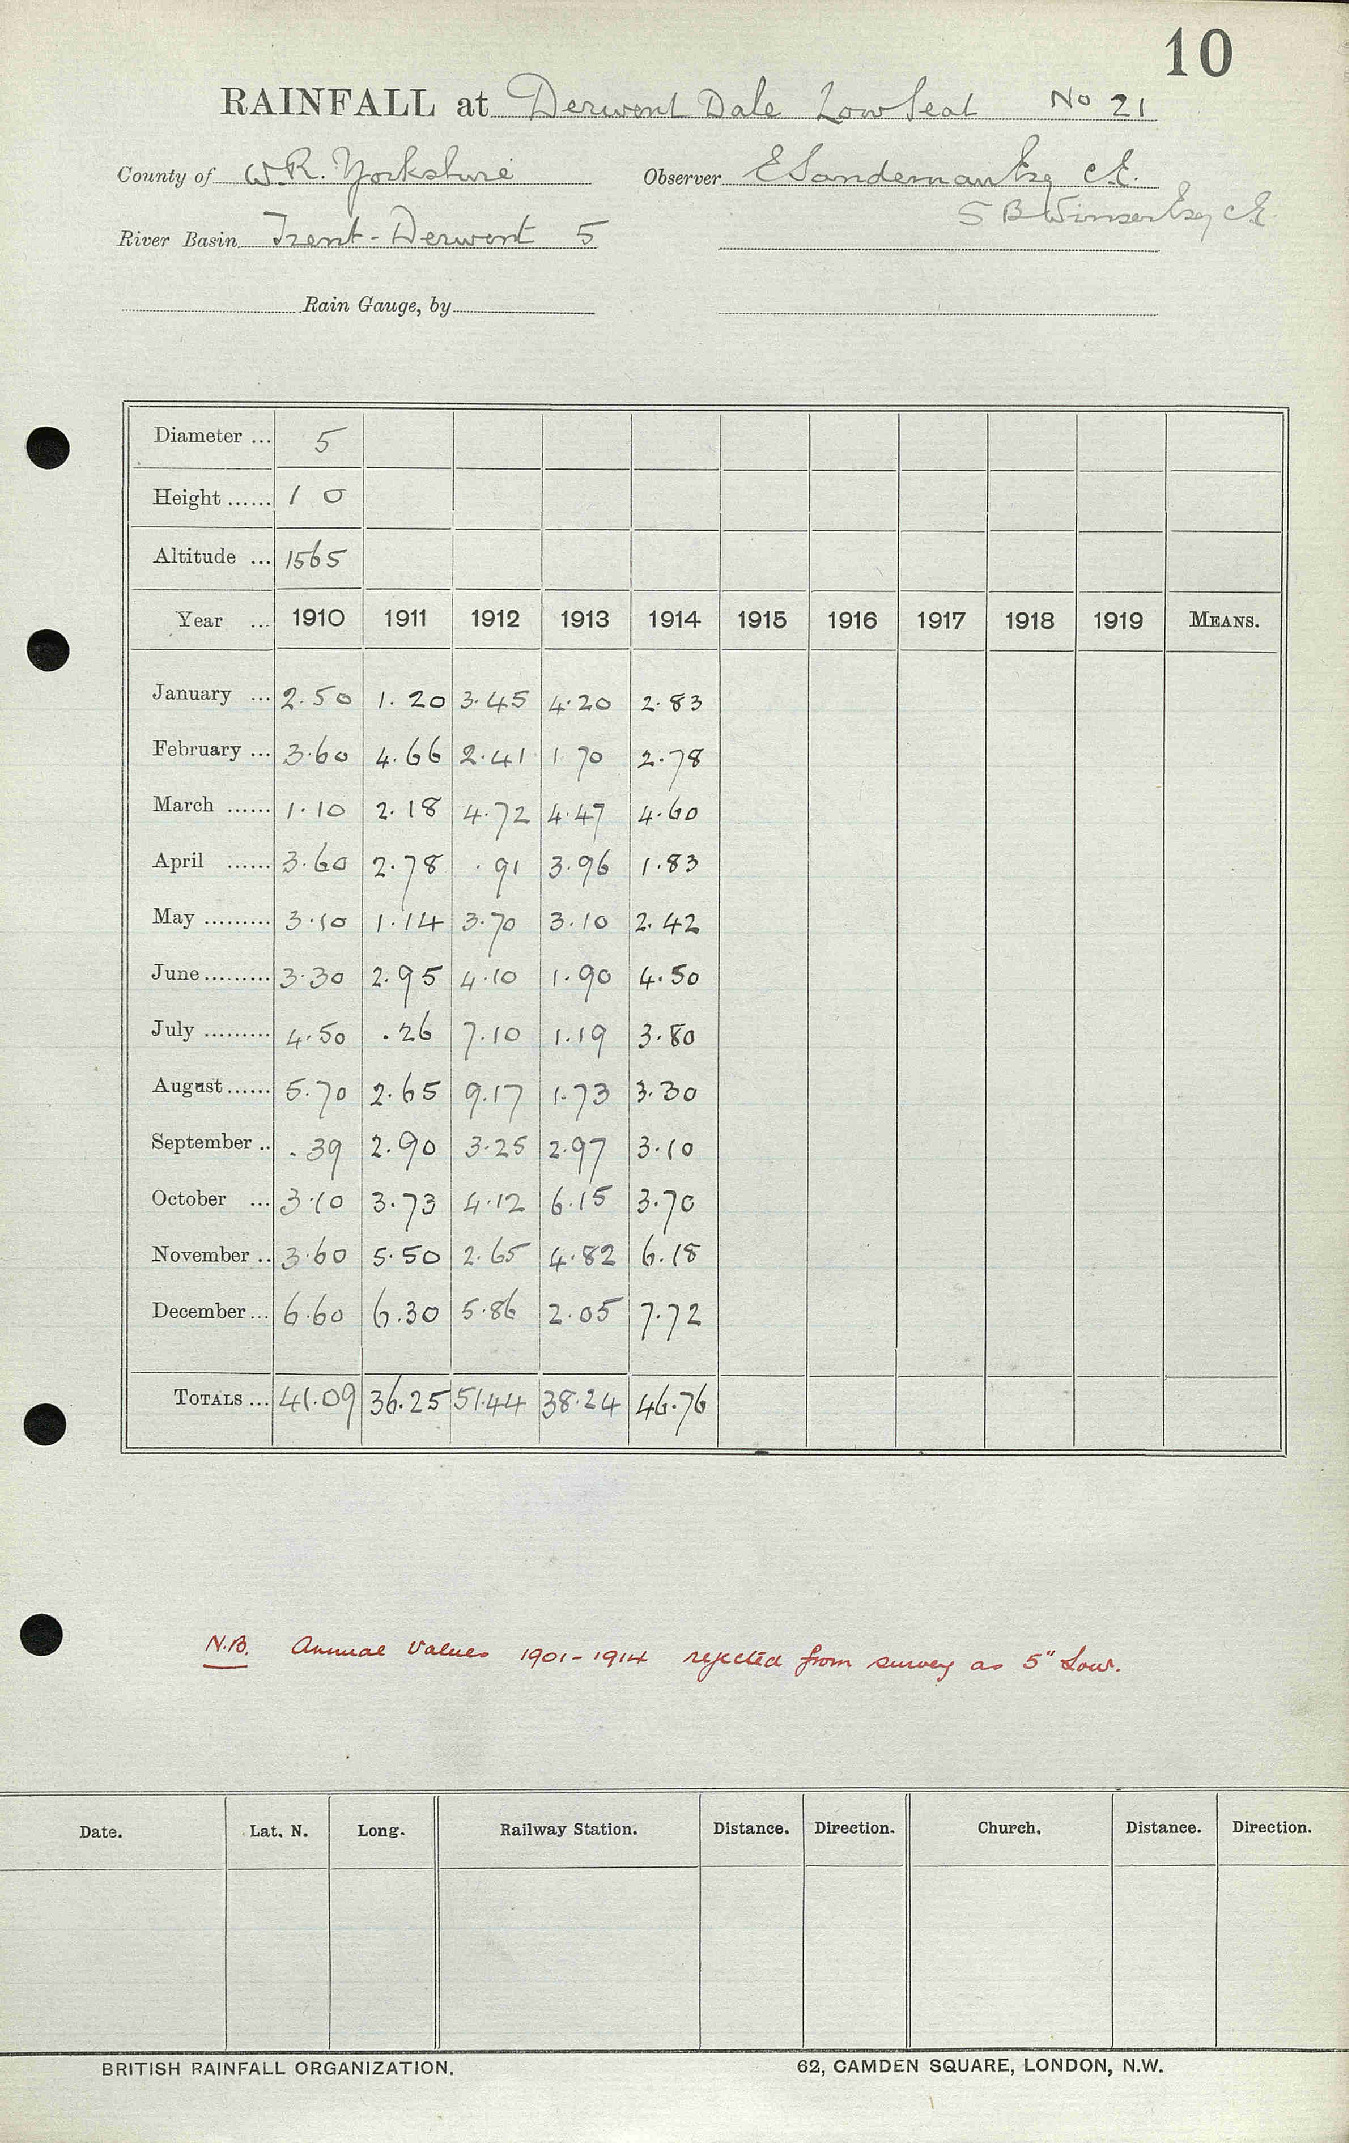 10
RAINFALL at Derwent Dale Low Seat No 21
County of W.R. Yorkshire Observer E Sandeman Esq C.E.
S B Winser Esq C.E.
River Basin Trent - Derwent 5
Rain Gauge, by
Diameter ... 5
Height ...... 1 0
Altitude ... 1565
Year ... 1910 1911 1912 1913 1914 1915 1916 1917 1918 1919 MEANS.
January ... 2.50 1.20 3.45 4.20 2.83
February ... 3.60 4.66 2.41 1.70 2.78
March ...... 1.10 2.18 4.72 4.47 4.60
April ...... 3.60 2.78 .91 3.96 1.83
May ......... 3.10 1.14 3.70 3.10 2.42
June ......... 3.30 2.95 4.10 1.90 4.50
July ......... 4.50 .26 7.10 1.19 3.80
August ...... 5.70 2.65 9.17 1.73 3.30
September .. .39 2.90 3.25 2.97 3.10
October ... 3.10 3.73 4.12 6.15 3.70
November .. 3.60 5.50 2.65 4.82 6.18
December ... 6.60 6.30 5.86 2.05 7.72
TOTALS ... 41.09 36.25 51.44 38.24 46.76
N.B. Annual Values 1901-1914 rejected from survey as 5" Low.
Date. Lat. N. Long. Railway Station. Distance. Direction. Church. Distance. Direction.
BRITISH RAINFALL ORGANIZATION. 62, CAMDEN SQUARE, LONDON, N.W.